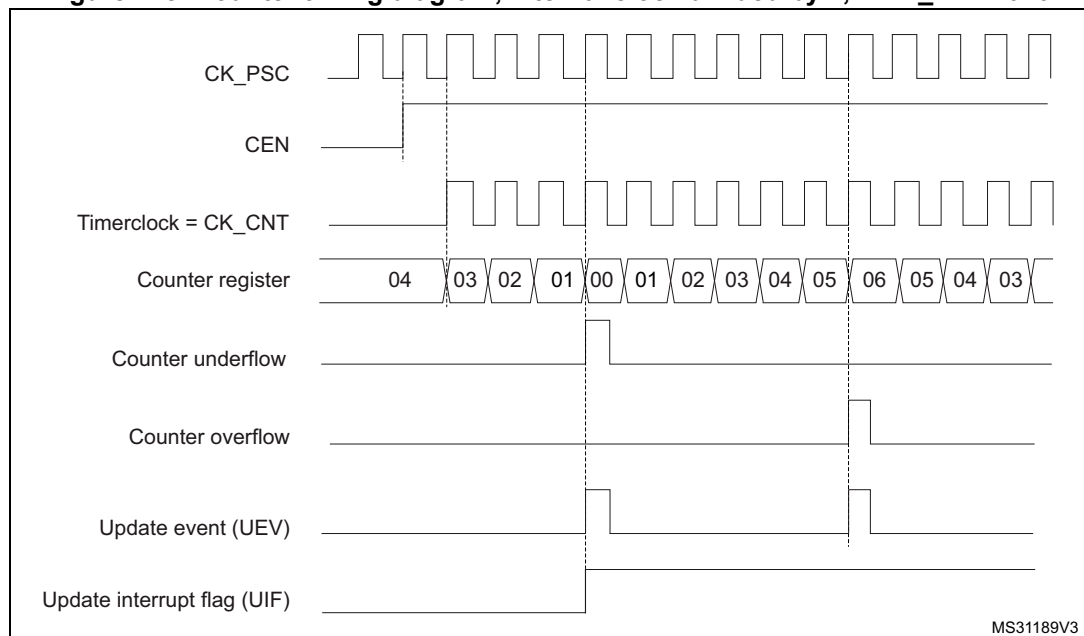 CK_PSC
CEN
Timerclock = CK_CNT
Counter register 04 03 02 01 00 01 02 03 04 05 06 05 04 03
Counter underflow
Counter overflow
Update event (UEV)
Update interrupt flag (UIF)
MS31189V3